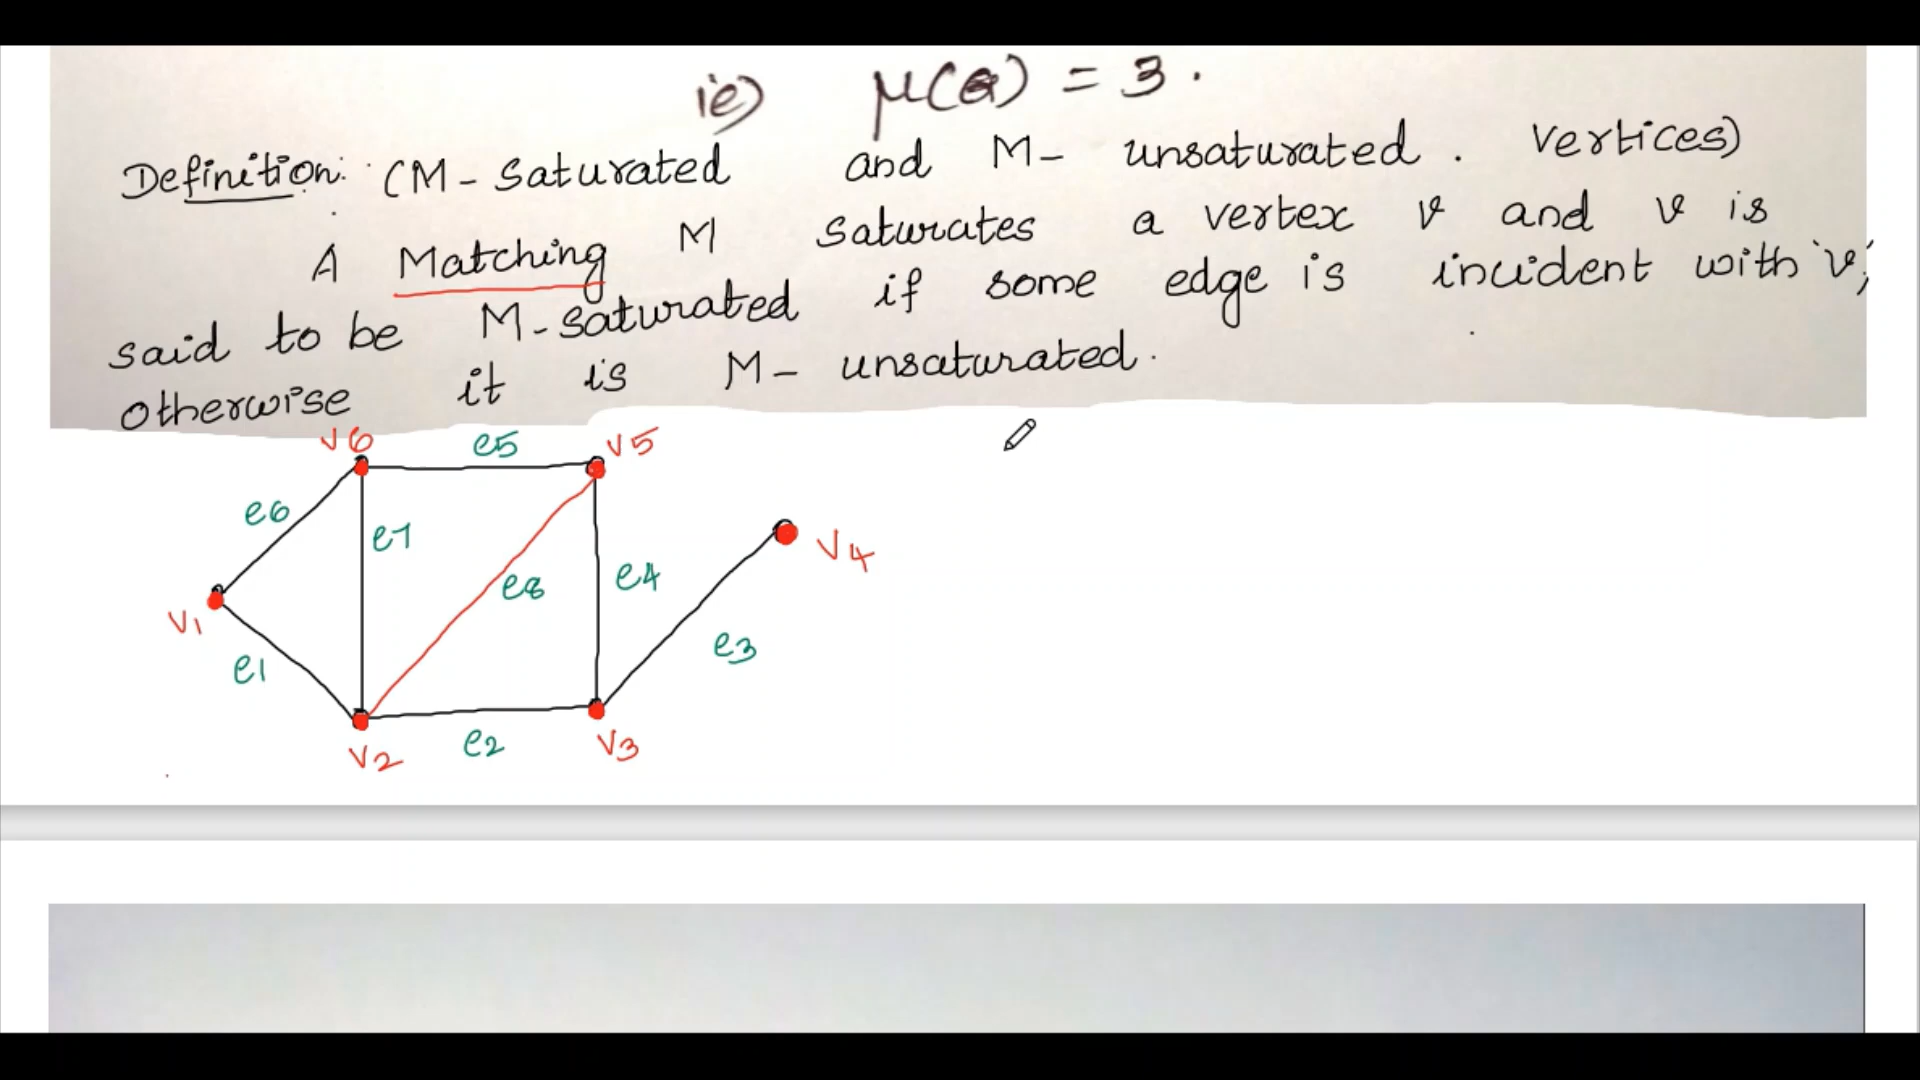 ie) μ(G) = 3.
Definition: (M-Saturated and M- unsaturated. Vertices)
A Matching M saturates a vertex v and v is
said to be M-saturated if some edge is incident with 'v',
otherwise it is M- unsaturated.
v6 e5 v5
e6 e7 e8 e4 v4
v1 e1 e3
v2 e2 v3